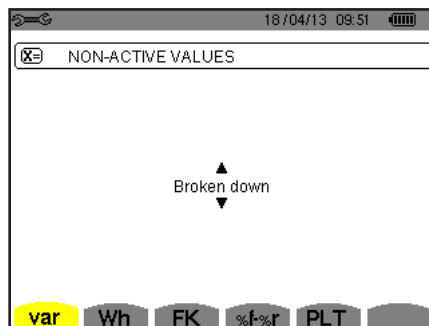 18/04/13 09:51
X= NON-ACTIVE VALUES
Broken down
var Wh FK %f-%r PLT